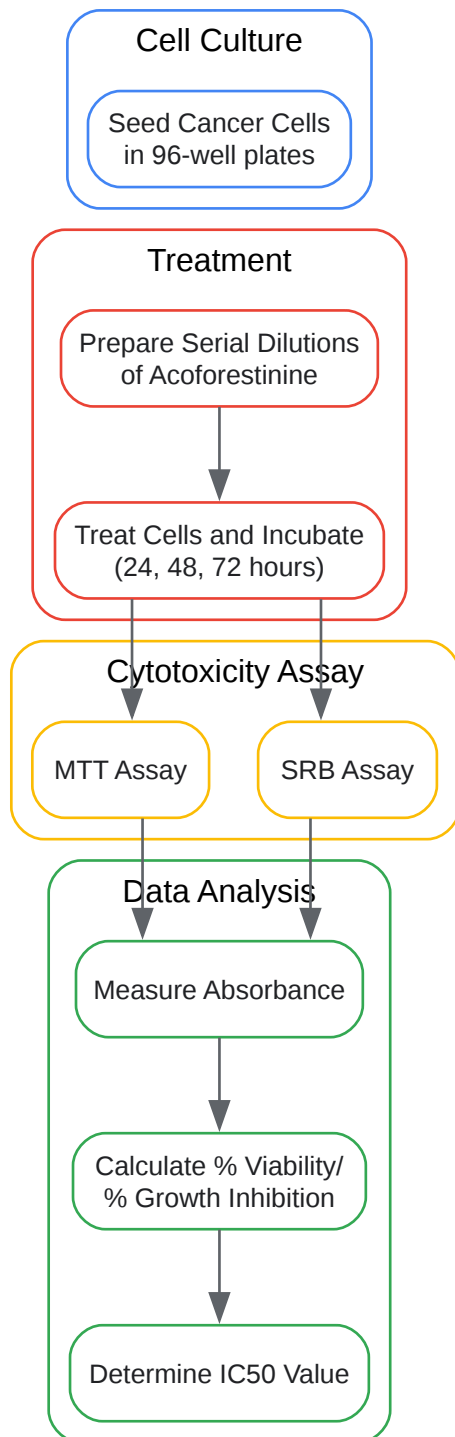 Cell Culture
Seed Cancer Cells
in 96-well plates
Treatment
Prepare Serial Dilutions
of Acoforestinine
Treat Cells and Incubate
(24, 48, 72 hours)
Cytotoxicity Assay
MTT Assay
SRB Assay
Data Analysis
Measure Absorbance
Calculate % Viability/
% Growth Inhibition
Determine IC50 Value